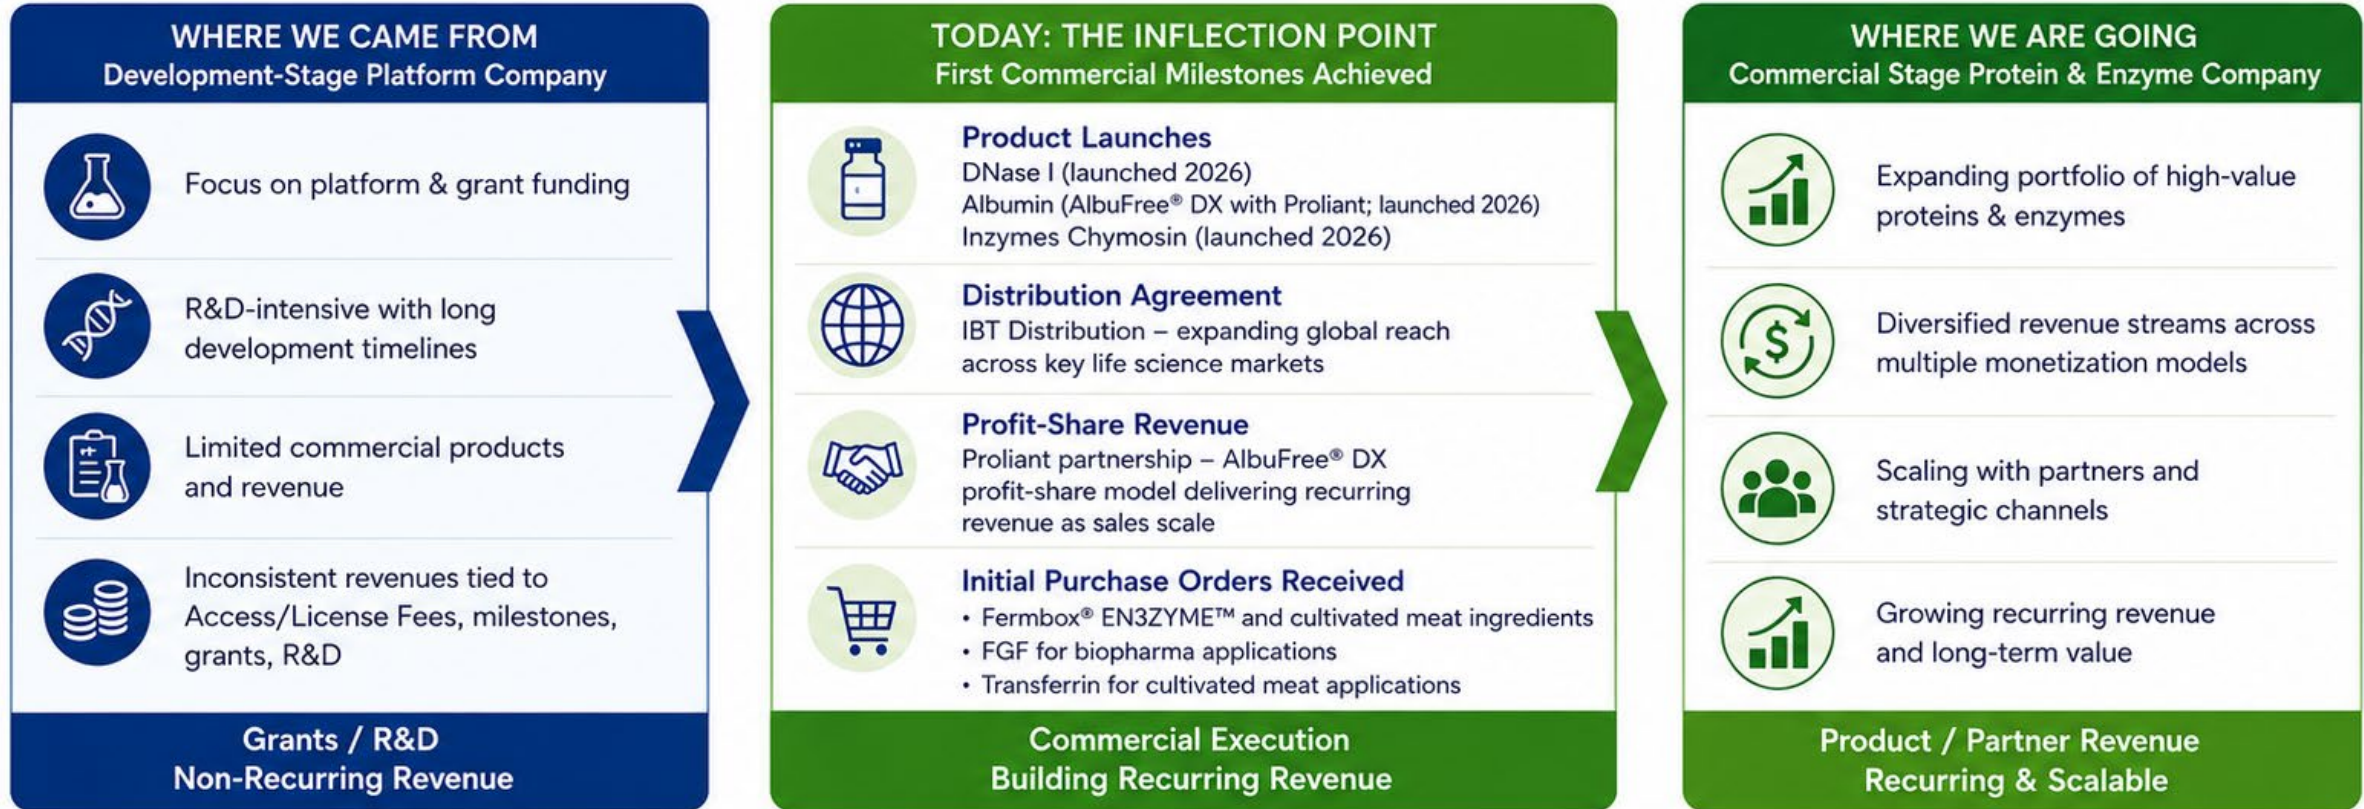 WHERE WE CAME FROM
Development-Stage Platform Company
Focus on platform & grant funding
R&D-intensive with long
development timelines
Limited commercial products
and revenue
Inconsistent revenues tied to
Access/License Fees, milestones,
grants, R&D
Grants / R&D
Non-Recurring Revenue
TODAY: THE INFLECTION POINT
First Commercial Milestones Achieved
Product Launches
DNase I (launched 2026)
Albumin (AlbuFree® DX with Proliant; launched 2026)
Inzymes Chymosin (launched 2026)
Distribution Agreement
IBT Distribution – expanding global reach
across key life science markets
Profit-Share Revenue
Proliant partnership – AlbuFree® DX
profit-share model delivering recurring
revenue as sales scale
Initial Purchase Orders Received
• Fermbox® EN3ZYME™ and cultivated meat ingredients
• FGF for biopharma applications
• Transferrin for cultivated meat applications
Commercial Execution
Building Recurring Revenue
WHERE WE ARE GOING
Commercial Stage Protein & Enzyme Company
Expanding portfolio of high-value
proteins & enzymes
$
Diversified revenue streams across
multiple monetization models
Scaling with partners and
strategic channels
Growing recurring revenue
and long-term value
Product / Partner Revenue
Recurring & Scalable